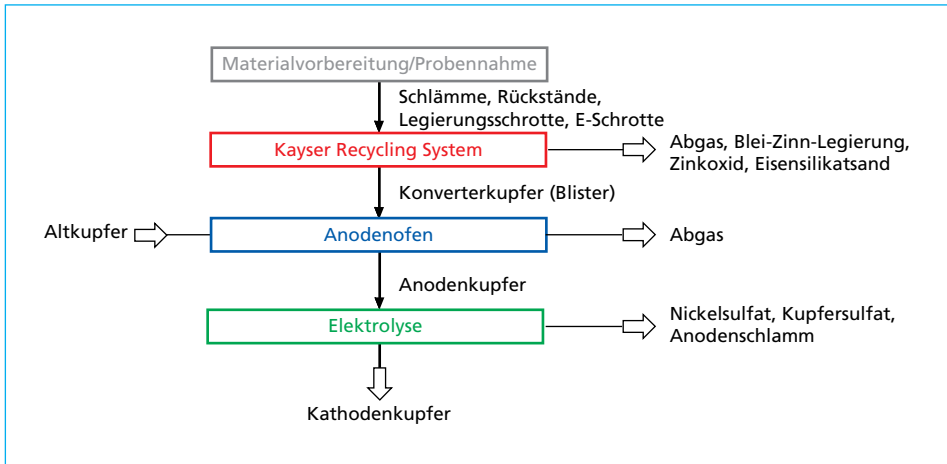 Materialvorbereitung/Probennahme
Schlämme, Rückstände,
Legierungsschrotte, E-Schrotte
Kayser Recycling System
Abgas, Blei-Zinn-Legierung,
Zinkoxid, Eisensilikatsand
Konverterkupfer (Blister)
Altkupfer
Anodenofen
Abgas
Anodenkupfer
Elektrolyse
Nickelsulfat, Kupfersulfat,
Anodenschlamm
Kathodenkupfer